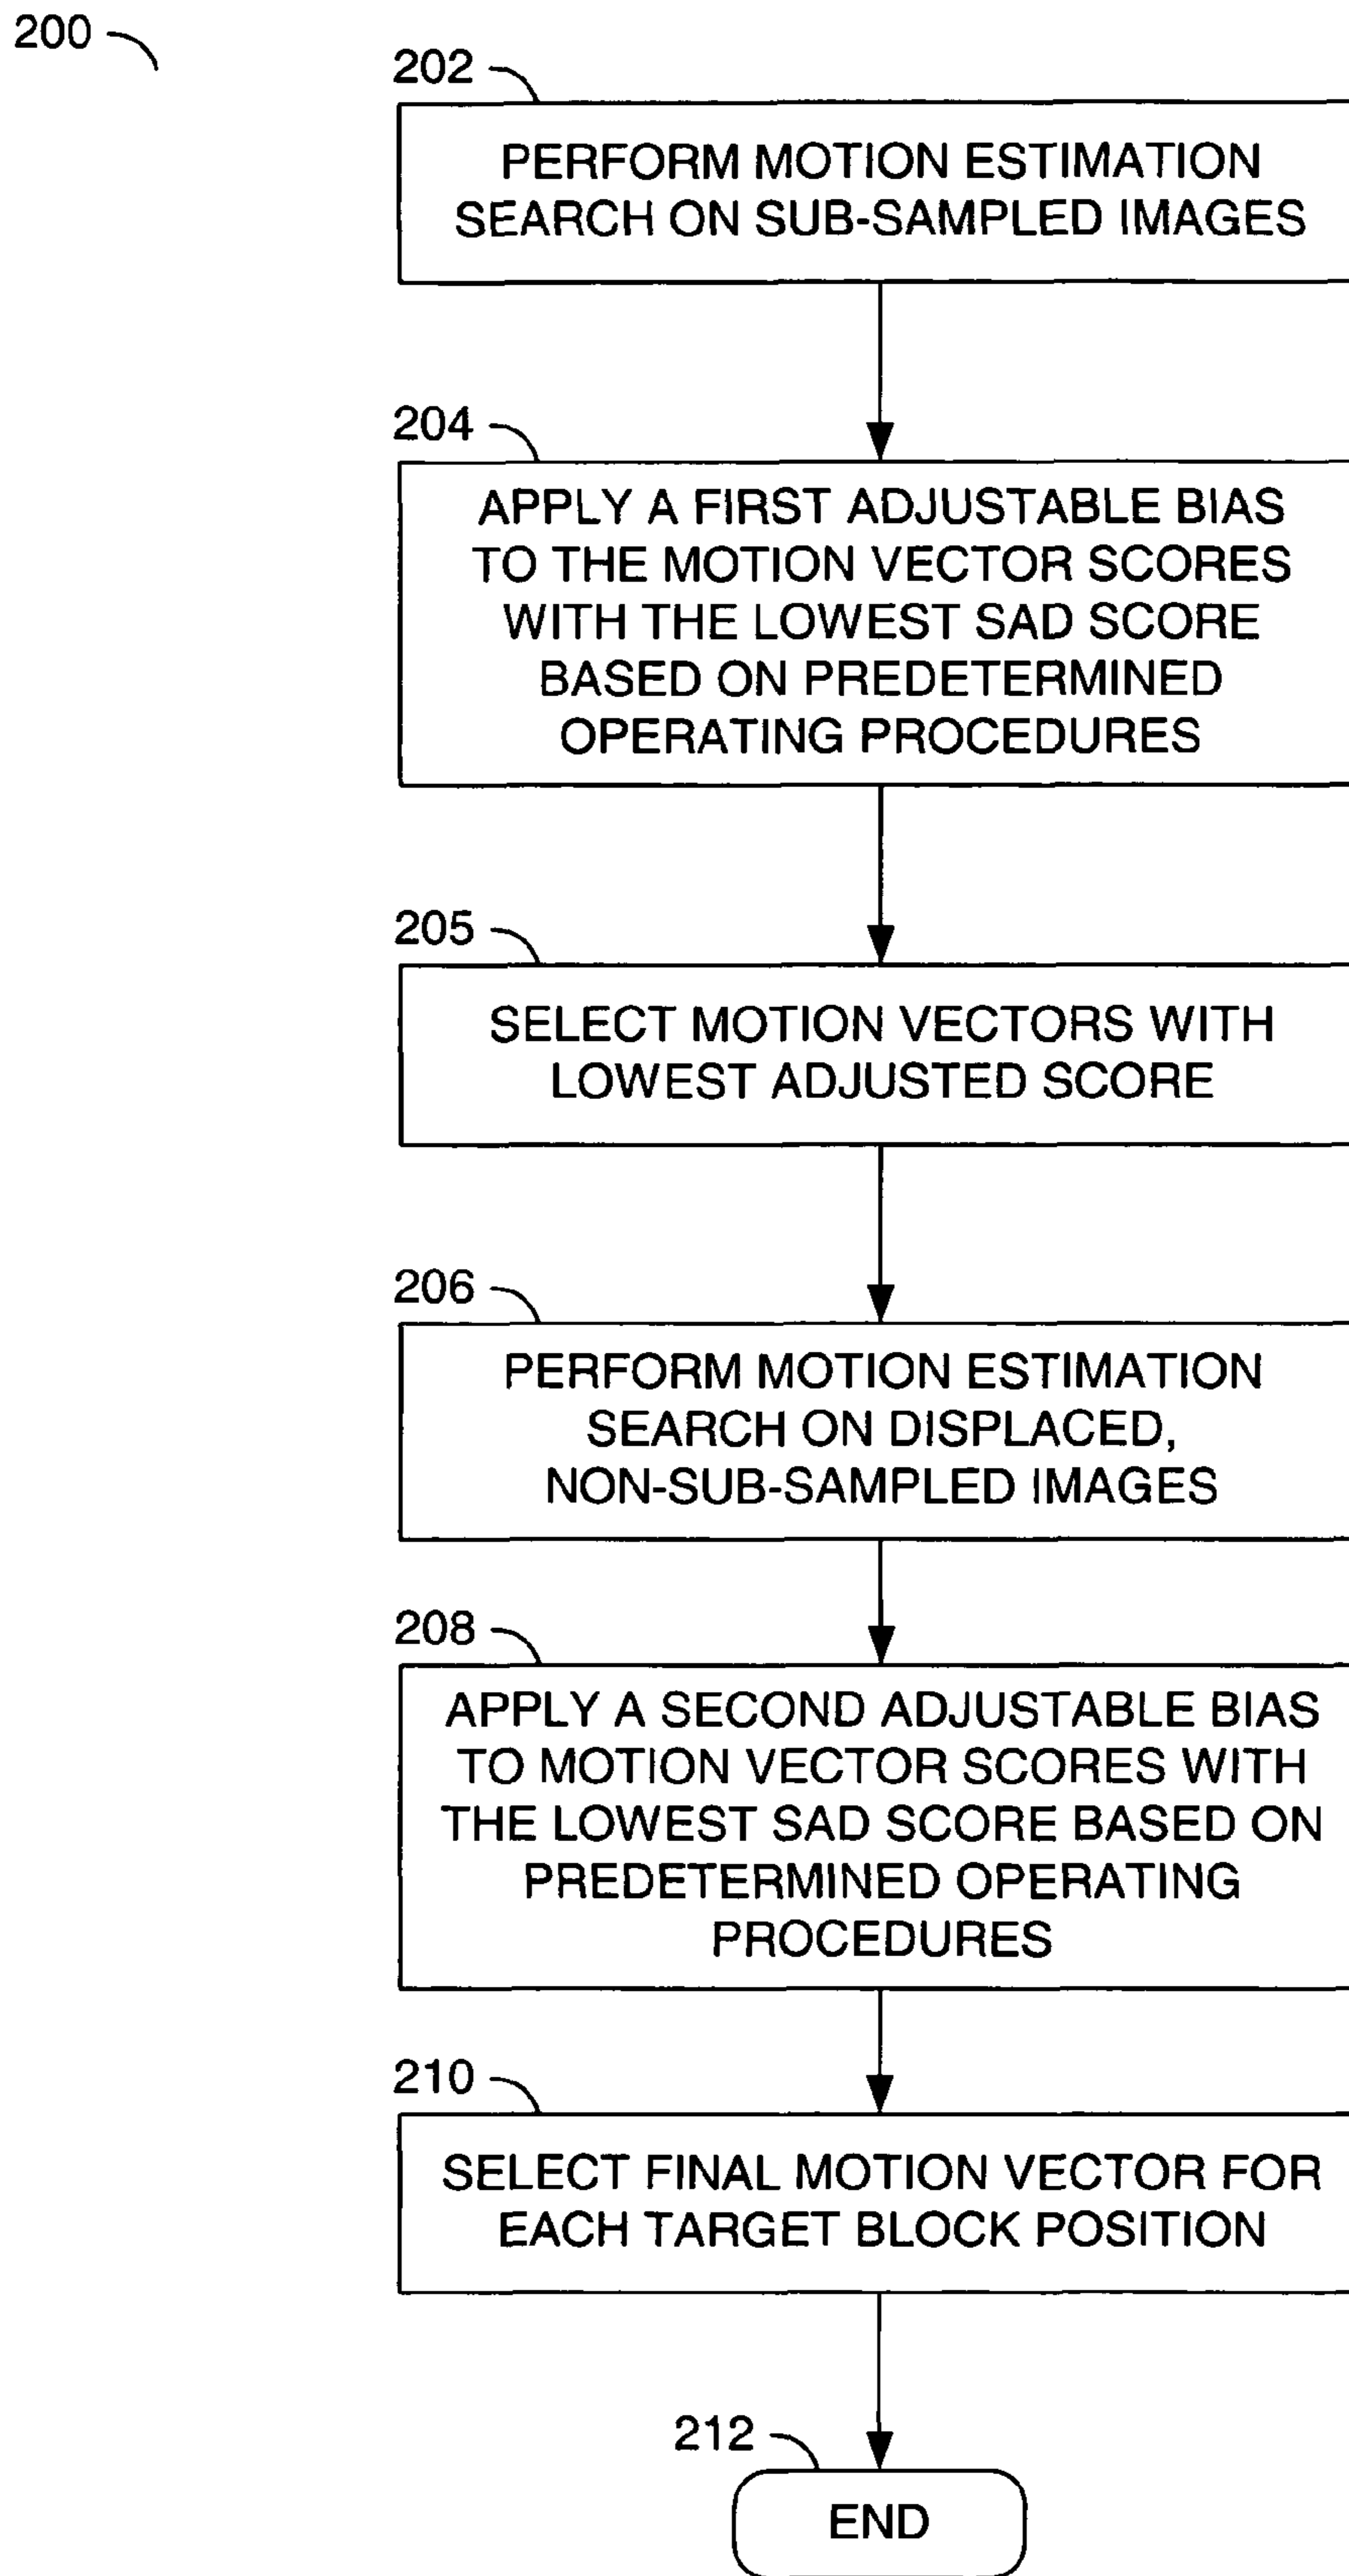 200
202
PERFORM MOTION ESTIMATION
SEARCH ON SUB-SAMPLED IMAGES
204
APPLY A FIRST ADJUSTABLE BIAS
TO THE MOTION VECTOR SCORES
WITH THE LOWEST SAD SCORE
BASED ON PREDETERMINED
OPERATING PROCEDURES
205
SELECT MOTION VECTORS WITH
LOWEST ADJUSTED SCORE
206
PERFORM MOTION ESTIMATION
SEARCH ON DISPLACED,
NON-SUB-SAMPLED IMAGES
208
APPLY A SECOND ADJUSTABLE BIAS
TO MOTION VECTOR SCORES WITH
THE LOWEST SAD SCORE BASED ON
PREDETERMINED OPERATING
PROCEDURES
210
SELECT FINAL MOTION VECTOR FOR
EACH TARGET BLOCK POSITION
212
END